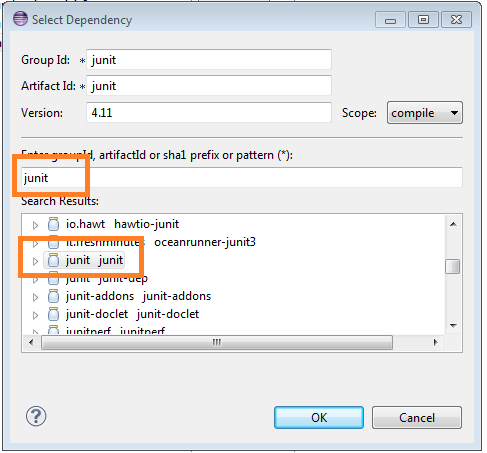 Select Dependency
Group Id: * junit
Artifact Id: * junit
Version: 4.11 Scope: compile
Enter groupId, artifactId or sha1 prefix or pattern (*):
junit
Search Results:
io.hawt hawtio-junit
it.freshminutes oceanrunner-junit3
junit junit
junit junit-dep
junit-addons junit-addons
junit-doclet junit-doclet
junitperf junitperf
? OK Cancel